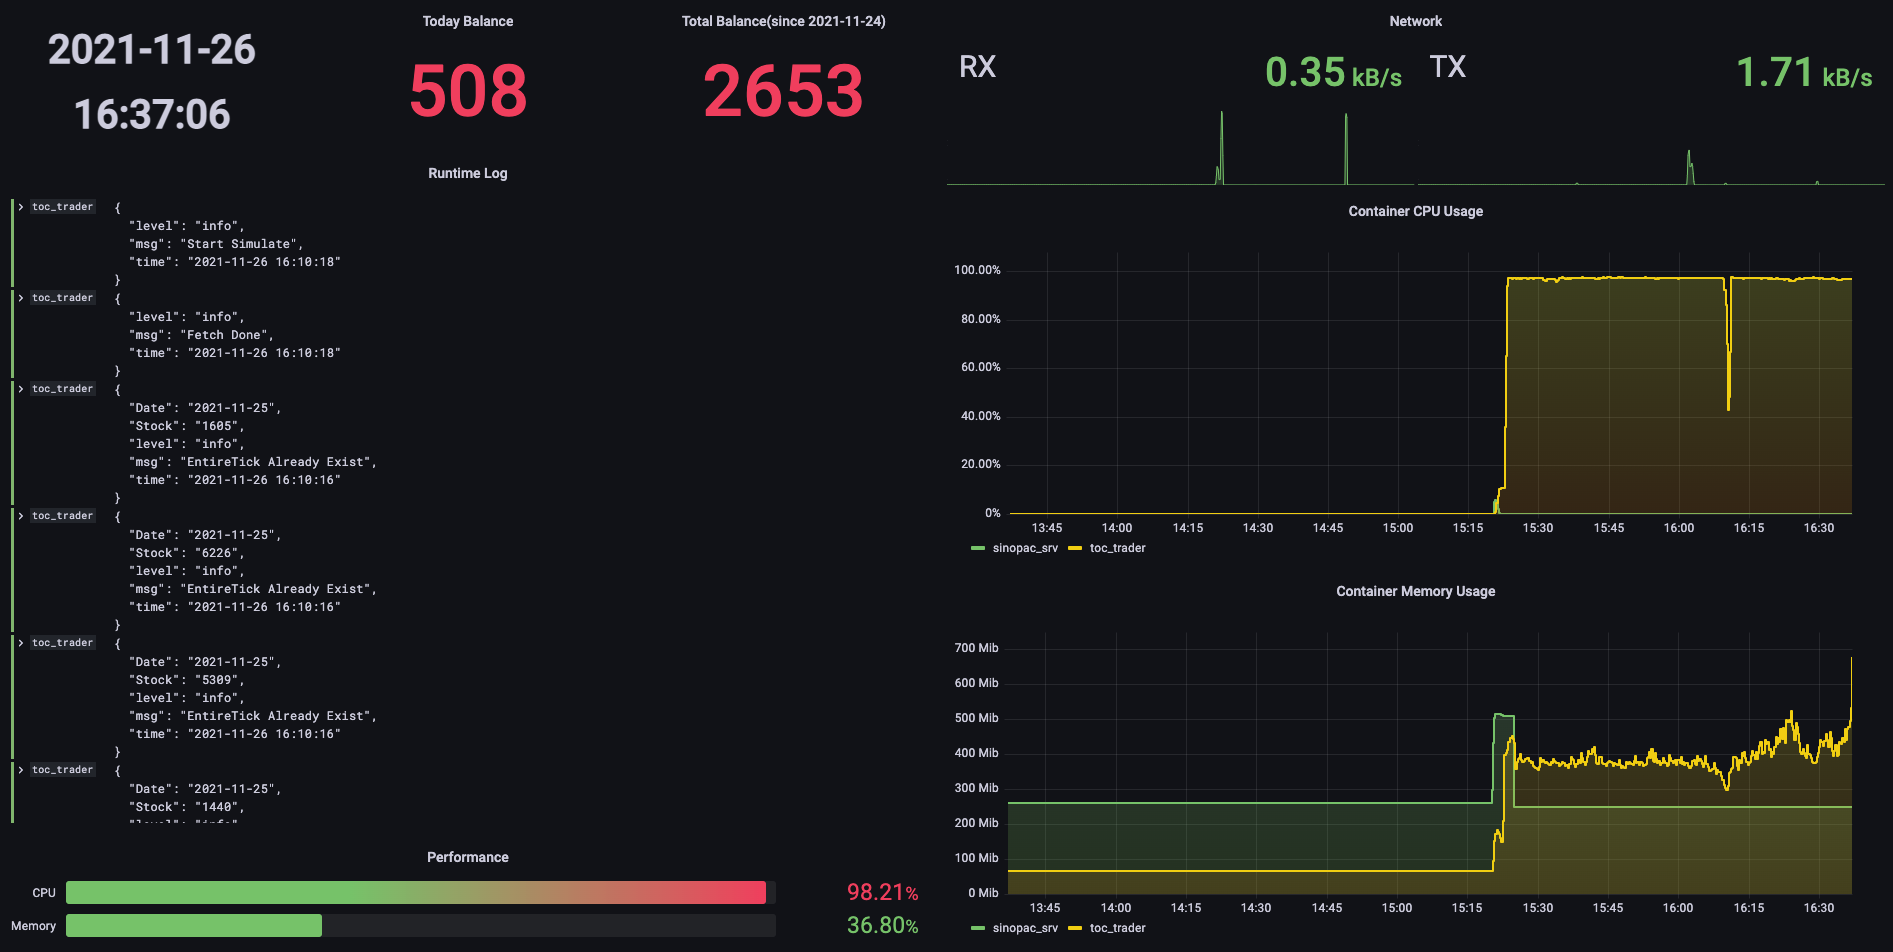 2021-11-26
16:37:06
Today Balance
508
Total Balance(since 2021-11-24)
2653
Network
RX
0.35 kB/s
TX
1.71 kB/s
Runtime Log
toc_trader {
"level": "info",
"msg": "Start Simulate",
"time": "2021-11-26 16:10:18"
}
toc_trader {
"level": "info",
"msg": "Fetch Done",
"time": "2021-11-26 16:10:18"
}
toc_trader {
"Date": "2021-11-25",
"Stock": "1605",
"level": "info",
"msg": "EntireTick Already Exist",
"time": "2021-11-26 16:10:16"
}
toc_trader {
"Date": "2021-11-25",
"Stock": "6226",
"level": "info",
"msg": "EntireTick Already Exist",
"time": "2021-11-26 16:10:16"
}
toc_trader {
"Date": "2021-11-25",
"Stock": "5309",
"level": "info",
"msg": "EntireTick Already Exist",
"time": "2021-11-26 16:10:16"
}
toc_trader {
"Date": "2021-11-25",
"Stock": "1440",
"level": "info",
Performance
CPU 98.21%
Memory 36.80%
Container CPU Usage
100.00%
80.00%
60.00%
40.00%
20.00%
0%
13:45 14:00 14:15 14:30 14:45 15:00 15:15 15:30 15:45 16:00 16:15 16:30
sinopac_srv toc_trader
Container Memory Usage
700 Mib
600 Mib
500 Mib
400 Mib
300 Mib
200 Mib
100 Mib
0 Mib
13:45 14:00 14:15 14:30 14:45 15:00 15:15 15:30 15:45 16:00 16:15 16:30
sinopac_srv toc_trader